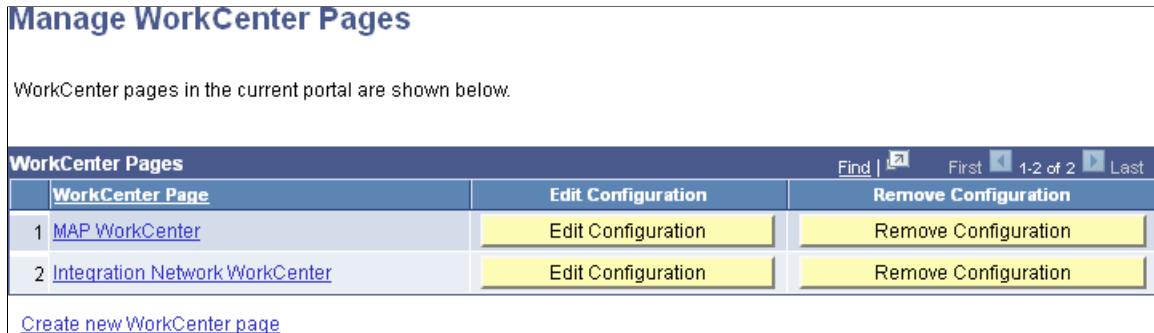 Manage WorkCenter Pages
WorkCenter pages in the current portal are shown below.
WorkCenter Pages Find | First 1-2 of 2 Last
WorkCenter Page Edit Configuration Remove Configuration
1 MAP WorkCenter Edit Configuration Remove Configuration
2 Integration Network WorkCenter Edit Configuration Remove Configuration
Create new WorkCenter page